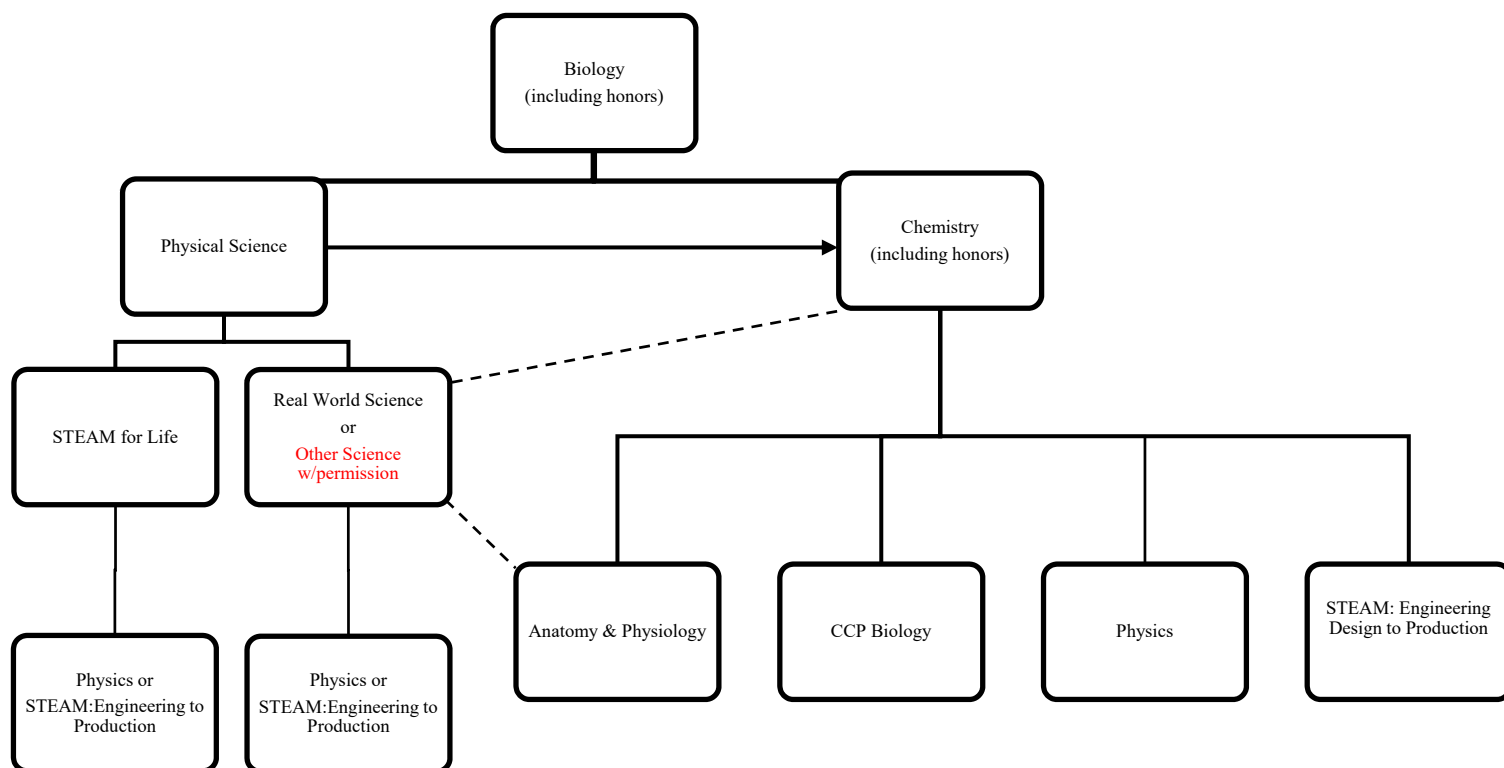 Biology
(including honors)
Physical Science
Chemistry
(including honors)
STEAM for Life
Real World Science
or
Other Science
w/permission
Anatomy & Physiology
CCP Biology
Physics
STEAM: Engineering
Design to Production
Physics or
STEAM:Engineering to
Production
Physics or
STEAM:Engineering to
Production